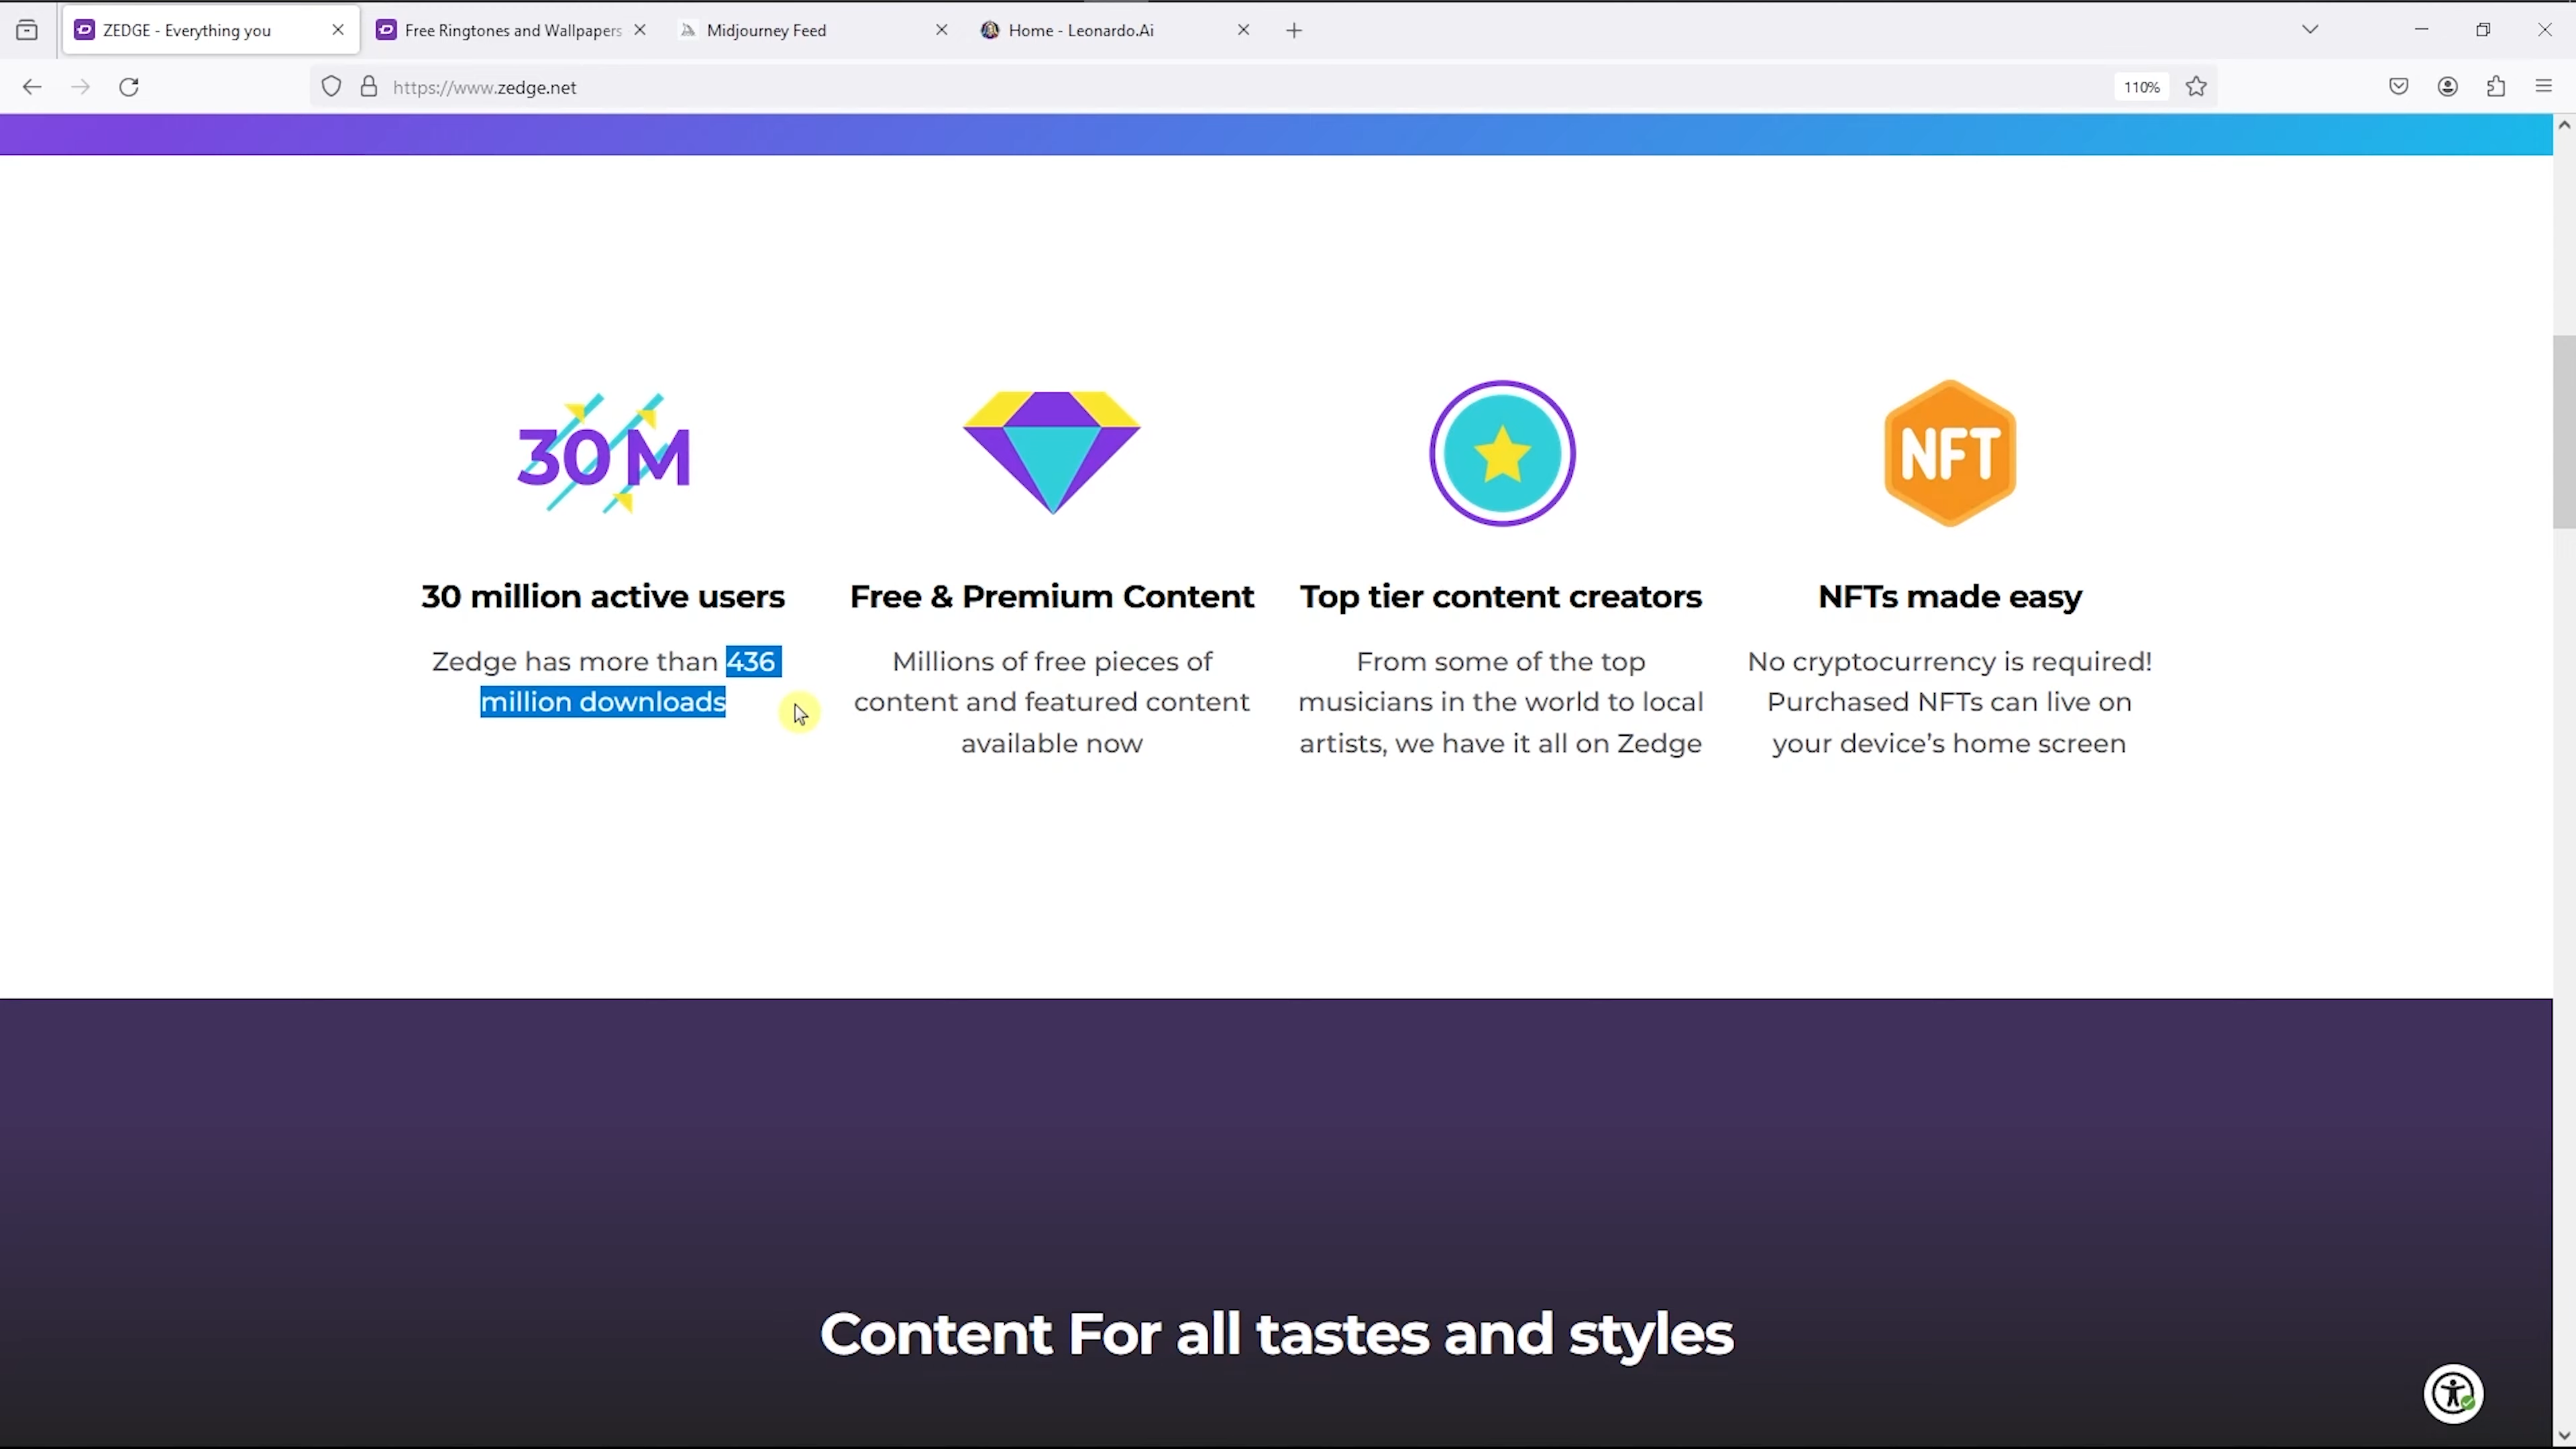 ZEDGE - Everything you
Free Ringtones and Wallpapers
Midjourney Feed
Home - Leonardo.Ai
https://www.zedge.net
110%
30 M
NFT
30 million active users
Zedge has more than 436
million downloads
Free & Premium Content
Millions of free pieces of
content and featured content
available now
Top tier content creators
From some of the top
musicians in the world to local
artists, we have it all on Zedge
NFTs made easy
No cryptocurrency is required!
Purchased NFTs can live on
your device’s home screen
Content For all tastes and styles